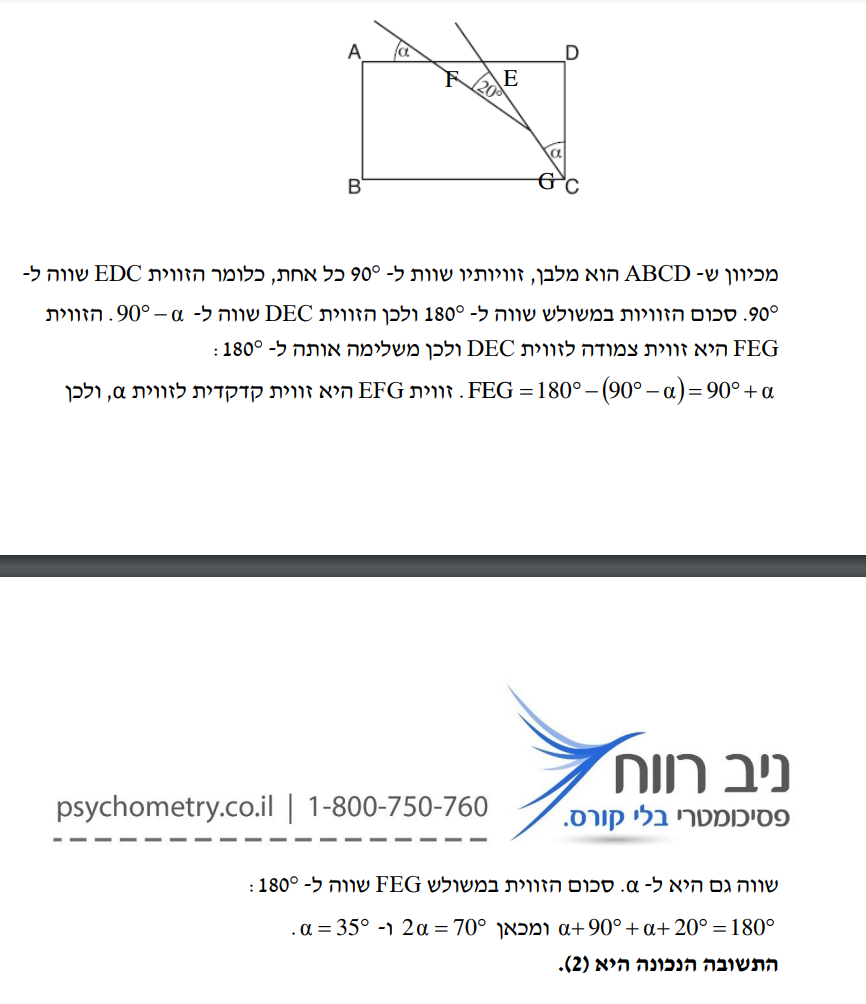 A
α
D
F
E
20°
α
B
G
C
מכיוון ש- ABCD הוא מלבן, זוויותיו שוות ל- 90° כל אחת, כלומר הזווית EDC שווה ל-
90°. סכום הזוויות במשולש שווה ל- 180° ולכן הזווית DEC שווה ל- 90° – α. הזווית
FEG היא זווית צמודה לזווית DEC ולכן משלימה אותה ל- 180° :
FEG = 180° – (90° – α) = 90° + α . זווית EFG היא זווית קדקדית לזווית α, ולכן
ניב רווח
פסיכומטרי בלי קורס.
psychometry.co.il | 1-800-750-760
שווה גם היא ל- α. סכום הזווית במשולש FEG שווה ל- 180° :
α+ 90° + α+ 20° = 180° ומכאן 2α = 70° ו- α = 35° .
התשובה הנכונה היא (2).